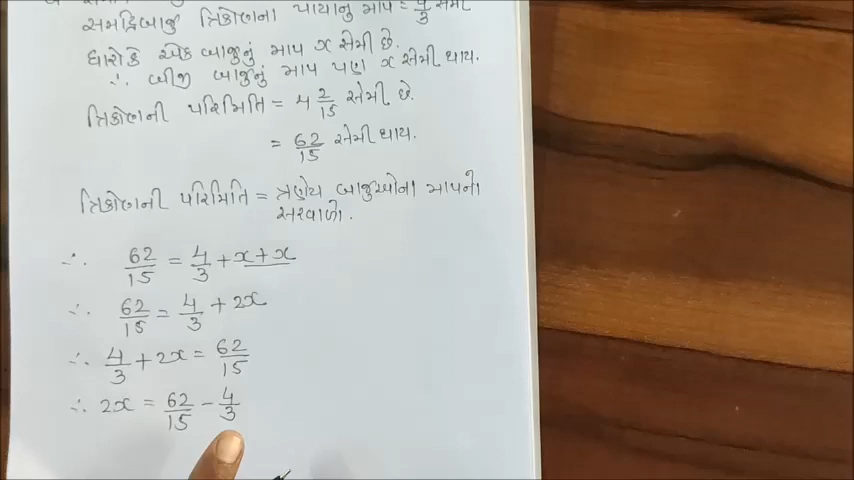 સમદ્વિબાજુ ત્રિકોણના પાયાનું માપ = 4/3 સેમી
ધારોકે એક બાજુનું માપ x સેમી છે.
∴ બીજી બાજુનું માપ પણ x સેમી થાય.
ત્રિકોણની પરિમિતિ = 4 2/15 સેમી છે.
= 62/15 સેમી થાય.
ત્રિકોણની પરિમિતિ = ત્રણેય બાજુઓના માપનો
સરવાળો.
∴ 62/15 = 4/3 + x + x
∴ 62/15 = 4/3 + 2x
∴ 4/3 + 2x = 62/15
∴ 2x = 62/15 - 4/3